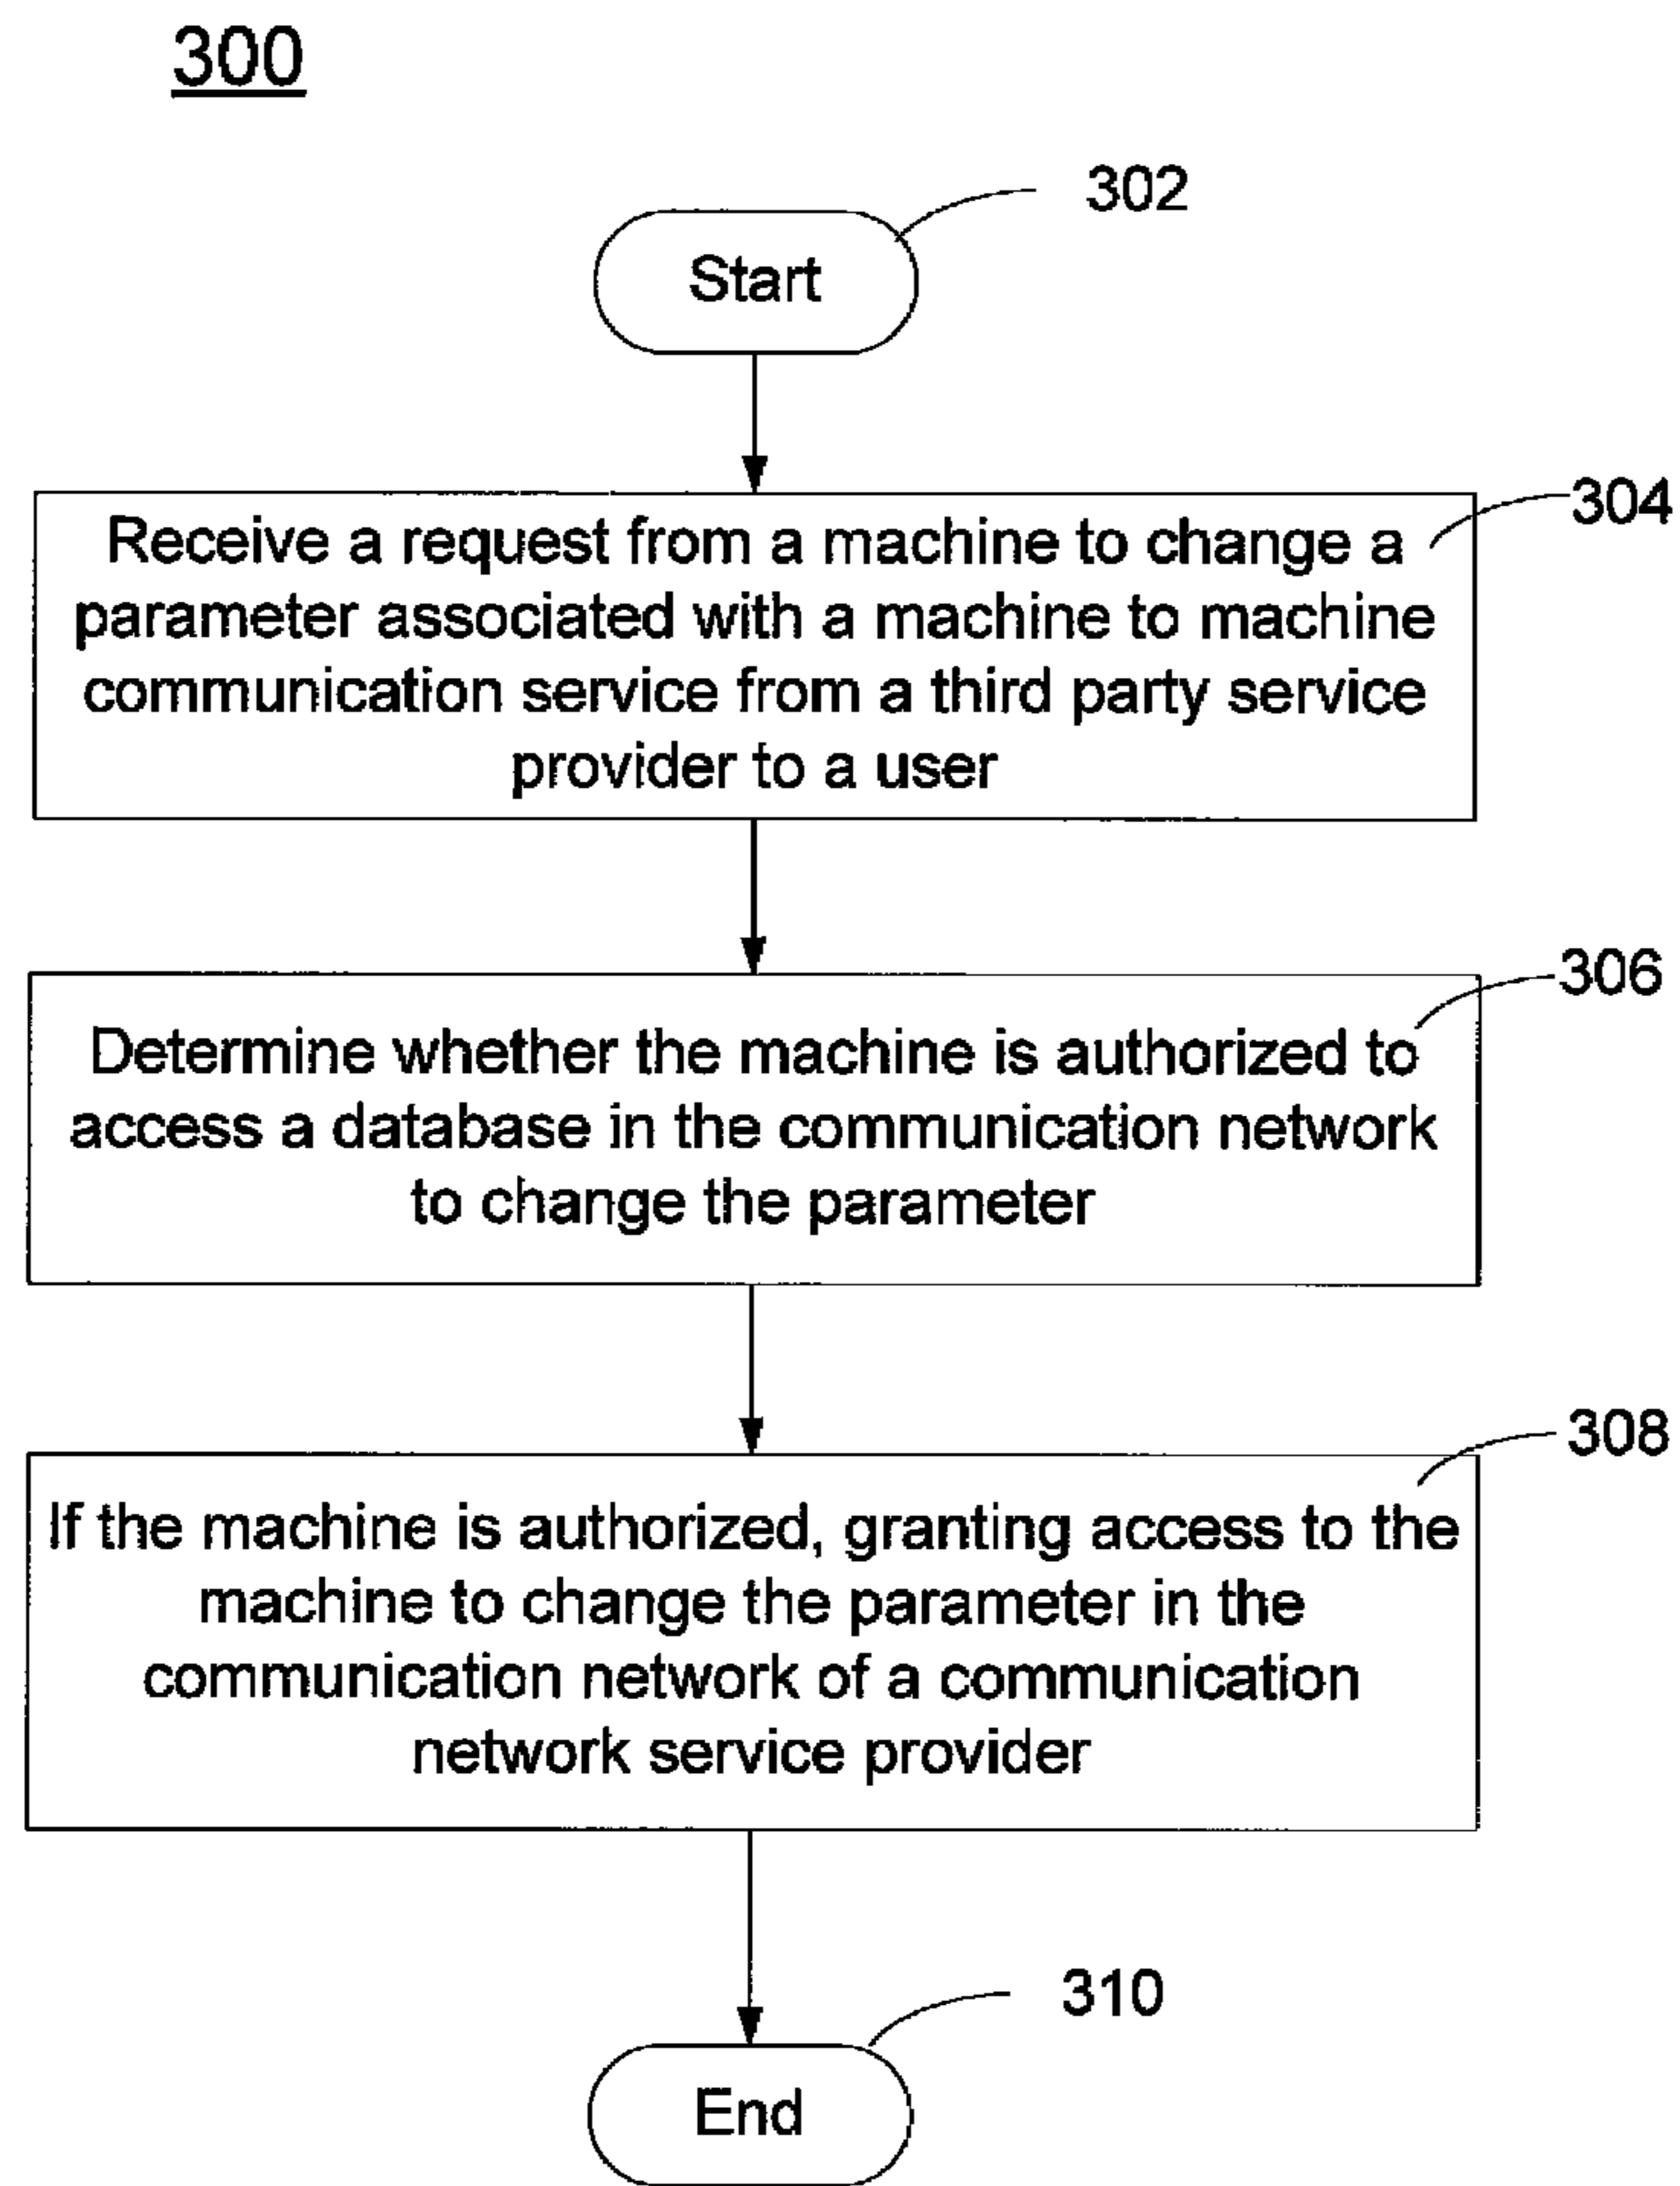 300
302
Start
304
Receive a request from a machine to change a
parameter associated with a machine to machine
communication service from a third party service
provider to a user
306
Determine whether the machine is authorized to
access a database in the communication network
to change the parameter
308
If the machine is authorized, granting access to the
machine to change the parameter in the
communication network of a communication
network service provider
310
End